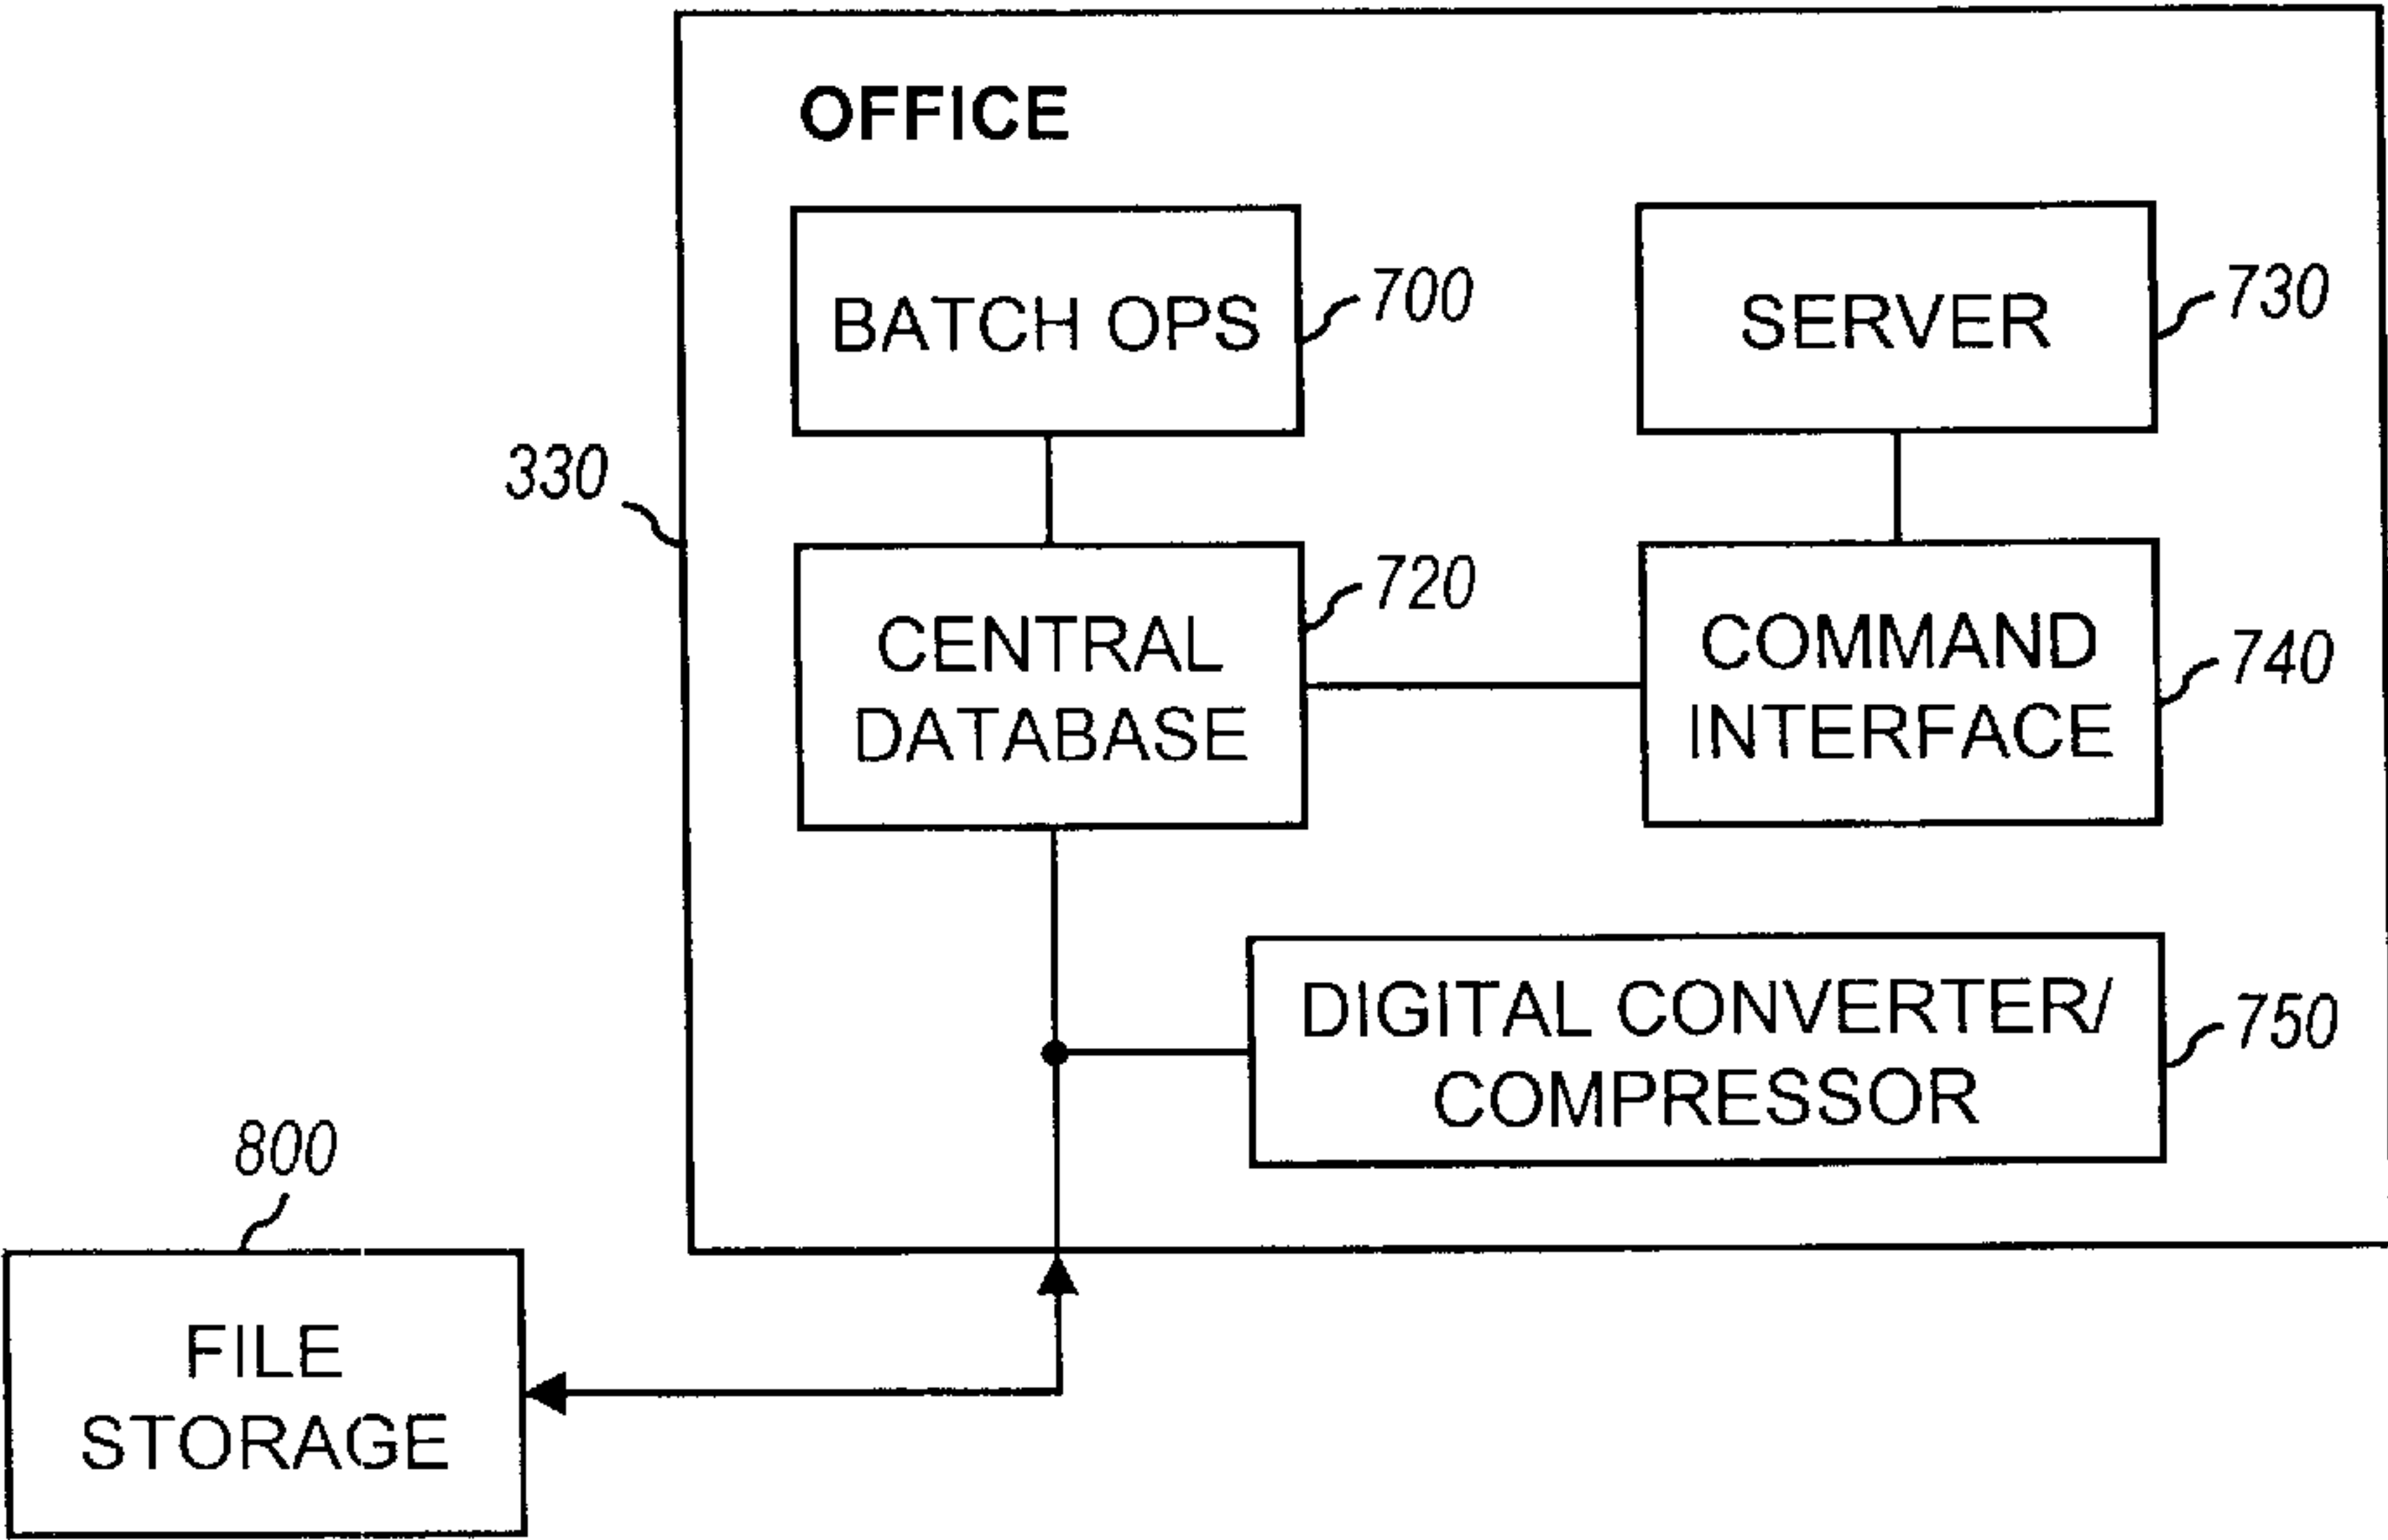 OFFICE
BATCH OPS
700
SERVER
730
330
CENTRAL
DATABASE
720
COMMAND
INTERFACE
740
DIGITAL CONVERTER/
COMPRESSOR
750
800
FILE
STORAGE